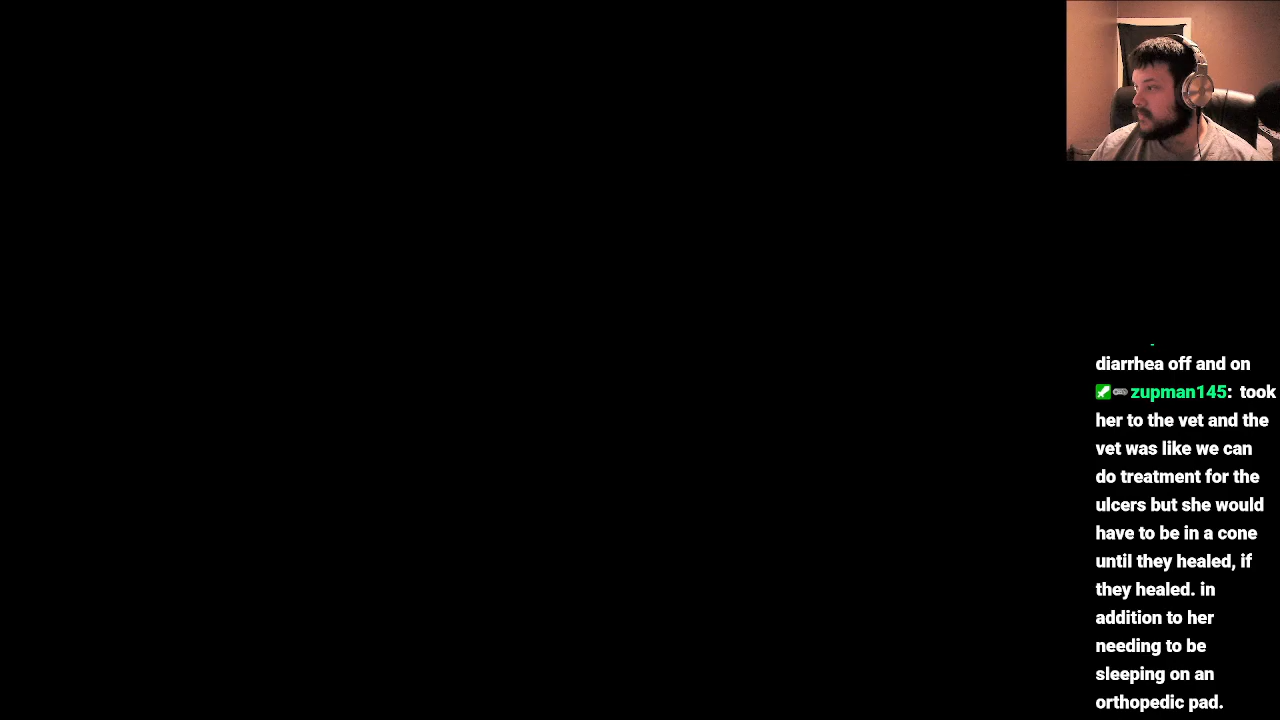 diarrhea off and on
zupman145: took
her to the vet and the
vet was like we can
do treatment for the
ulcers but she would
have to be in a cone
until they healed, if
they healed. in
addition to her
needing to be
sleeping on an
orthopedic pad.